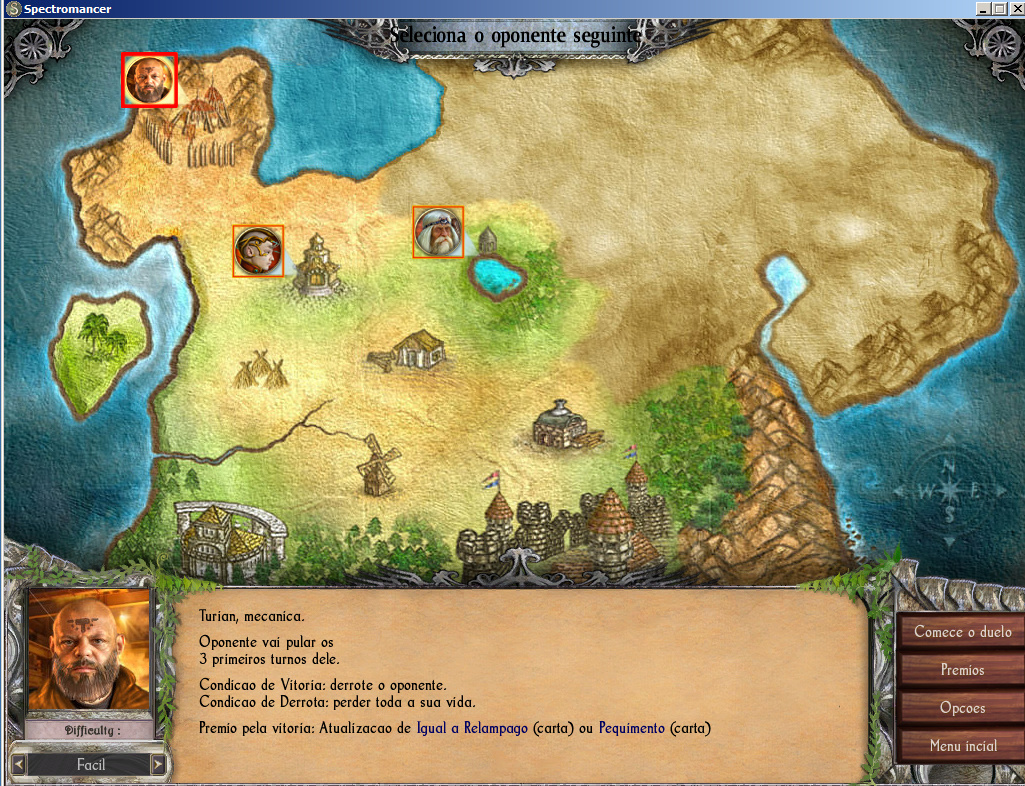 Spectromancer
Seleciona o oponente seguinte
N
W E
S
Turian, mecanica.
Oponente vai pular os
3 primeiros turnos dele.
Condicao de Vitoria: derrote o oponente.
Condicao de Derrota: perder toda a sua vida.
Premio pela vitoria: Atualizacao de Igual a Relampago (carta) ou Pequimento (carta)
Difficulty :
Facil
Comece o duelo
Premios
Opcoes
Menu incial